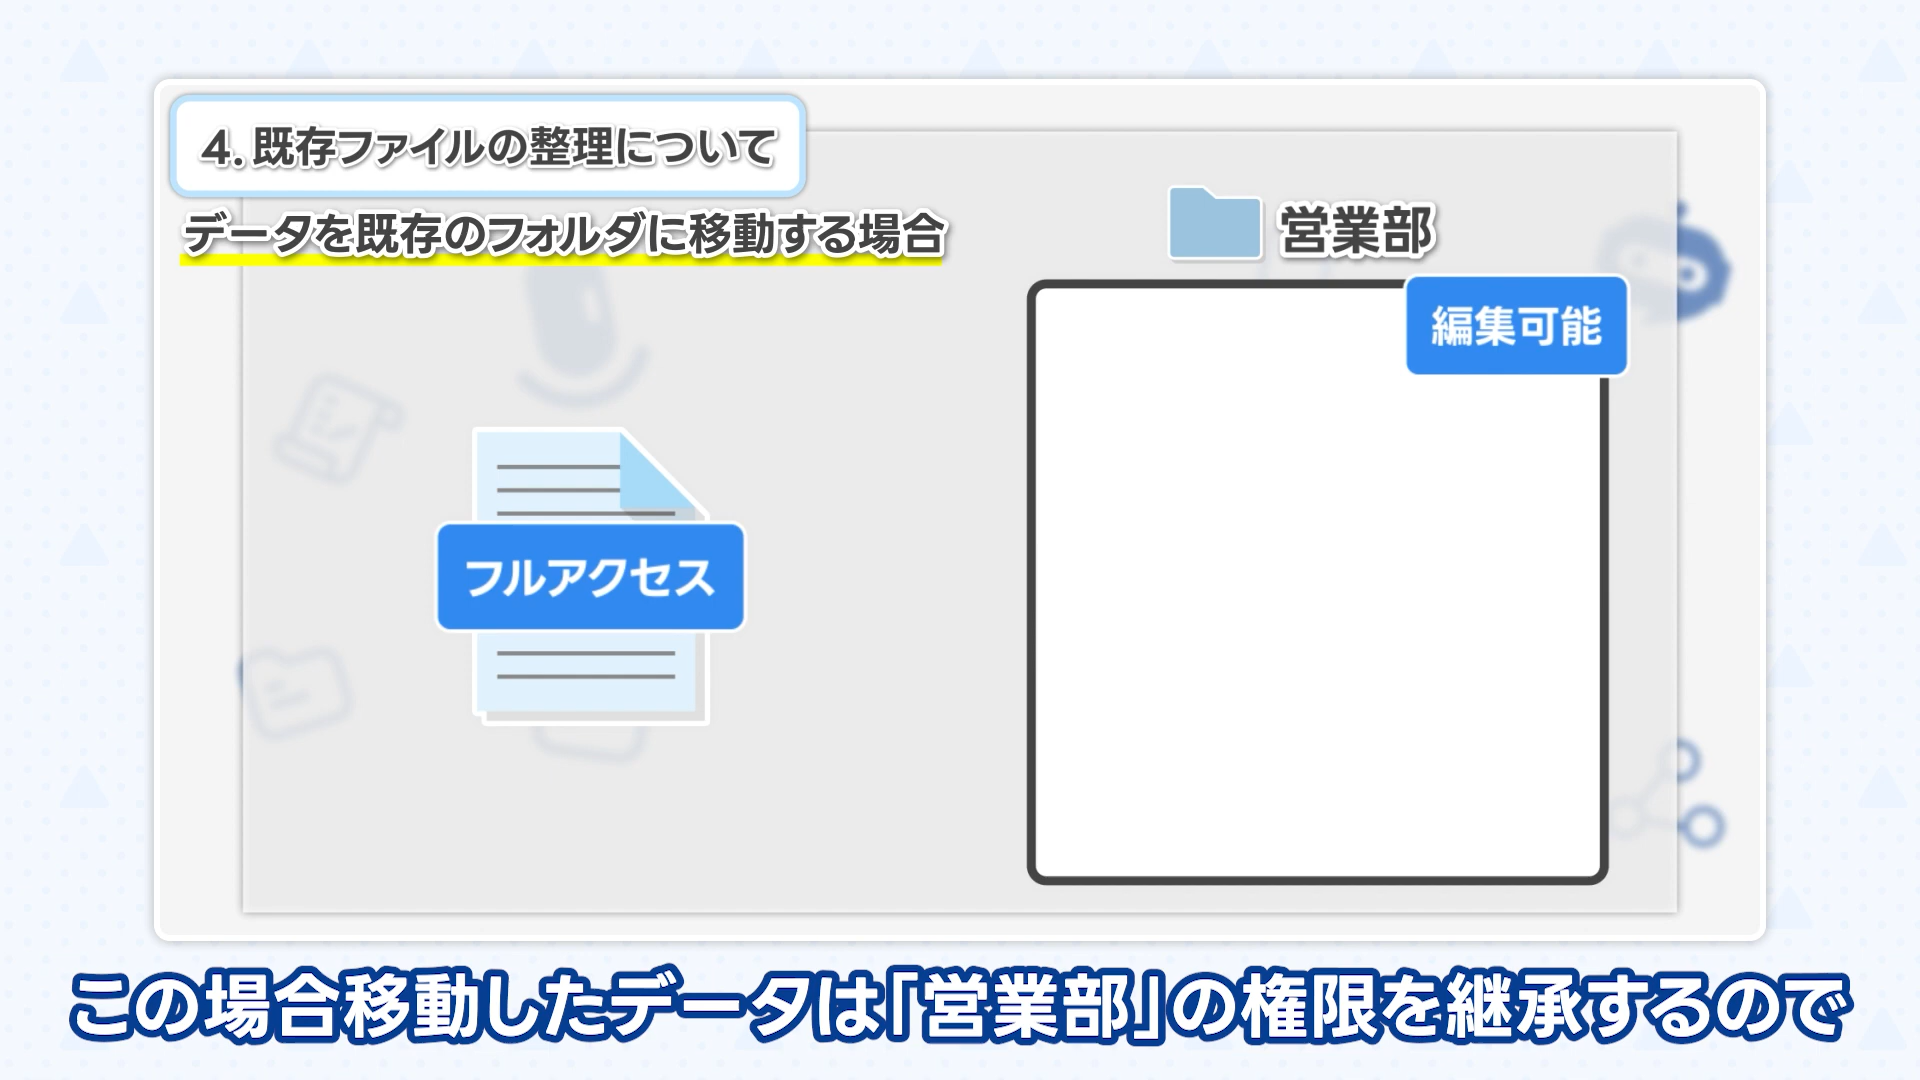 4.既存ファイルの整理について
データを既存のフォルダに移動する場合
営業部
編集可能
フルアクセス
この場合移動したデータは「営業部」の権限を継承するので